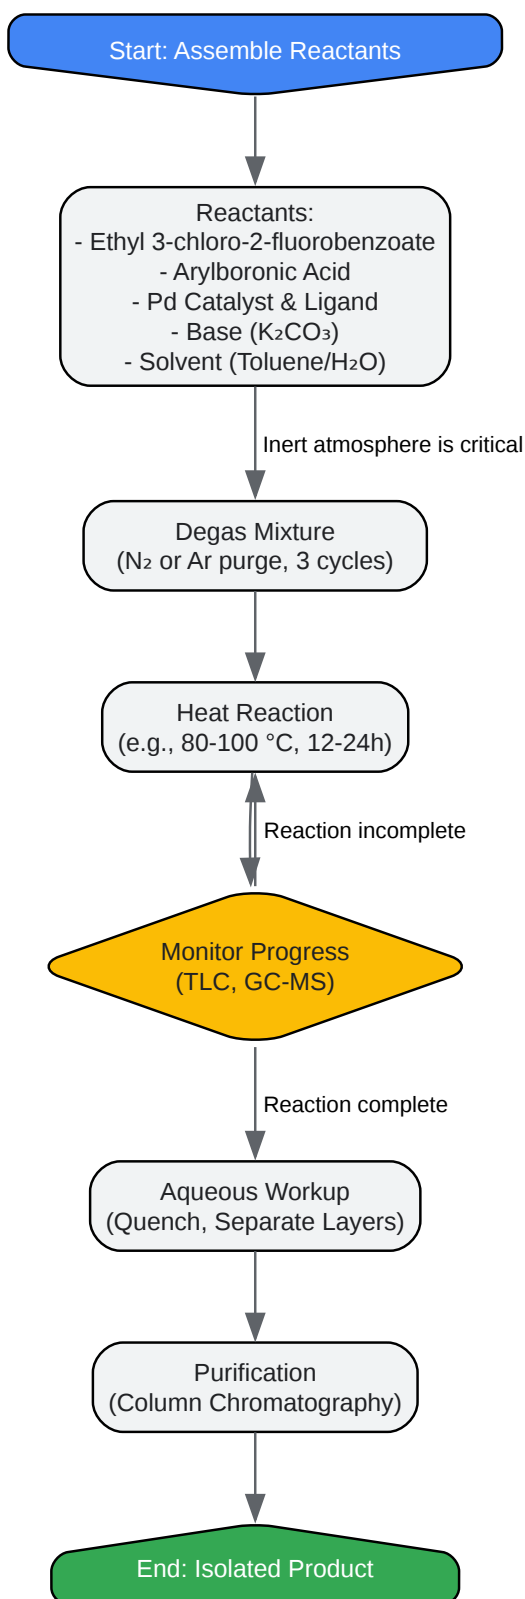 Start: Assemble Reactants
Reactants:
- Ethyl 3-chloro-2-fluorobenzoate
- Arylboronic Acid
- Pd Catalyst & Ligand
- Base (K₂CO₃)
- Solvent (Toluene/H₂O)
Inert atmosphere is critical
Degas Mixture
(N₂ or Ar purge, 3 cycles)
Heat Reaction
(e.g., 80-100 °C, 12-24h)
Reaction incomplete
Monitor Progress
(TLC, GC-MS)
Reaction complete
Aqueous Workup
(Quench, Separate Layers)
Purification
(Column Chromatography)
End: Isolated Product